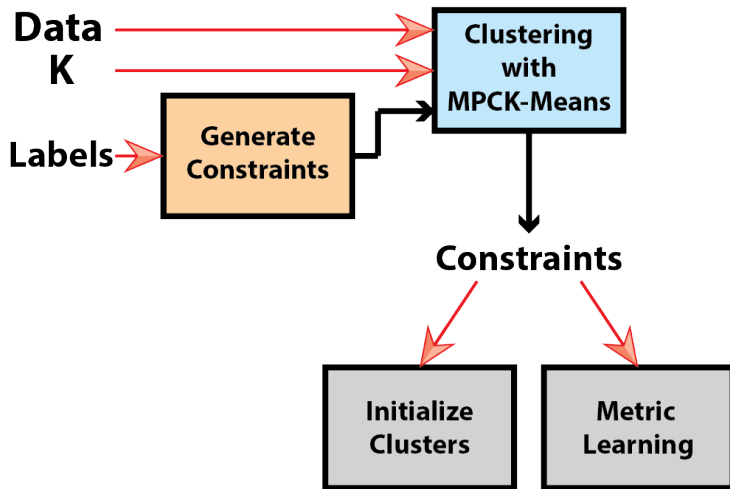 Data
K
Labels
Generate
Constraints
Clustering
with
MPCK-Means
Constraints
Initialize
Clusters
Metric
Learning